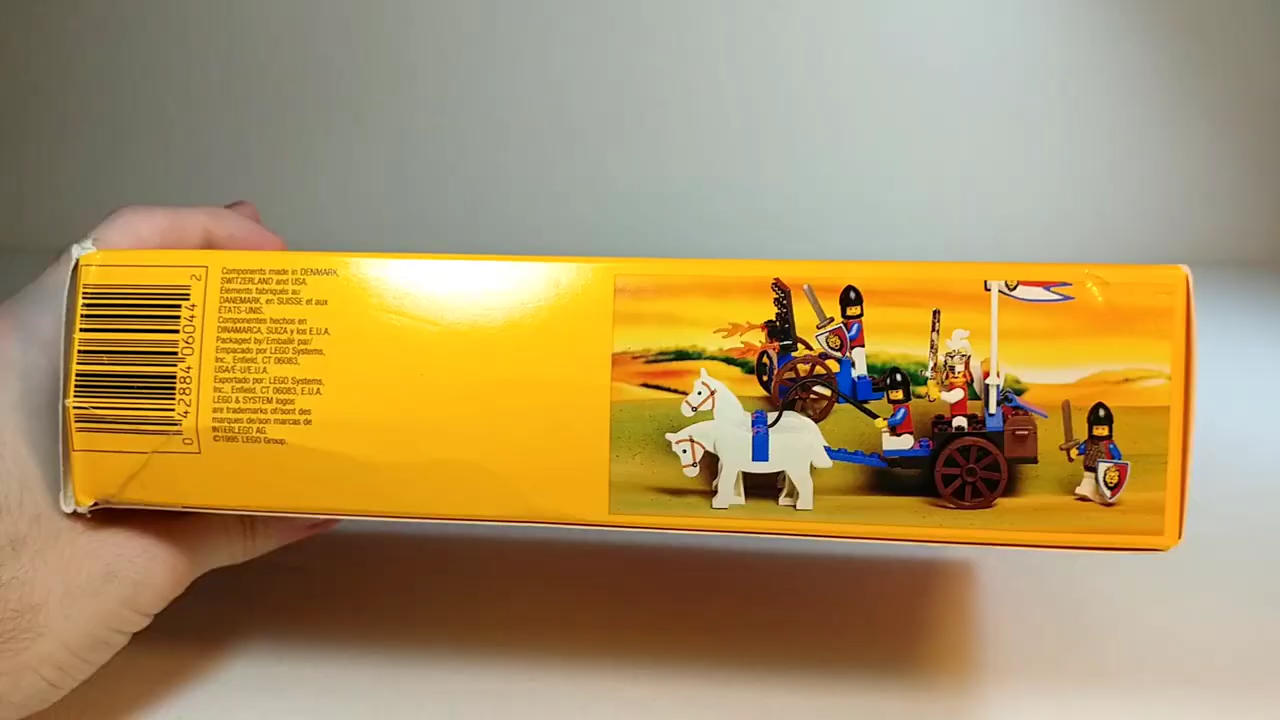 Components made in DENMARK,
SWITZERLAND and USA.
Éléments fabriqués au
DANEMARK, en SUISSE et aux
ÉTATS-UNIS.
Componentes hechos en
DINAMARCA, SUIZA y los E.U.A.
Packaged by/Emballé par/
Empacado por LEGO Systems,
Inc., Enfield, CT 06083,
USA/E-U/E.U.A.
Exportado por: LEGO Systems,
Inc., Enfield, CT 06083, E.U.A.
LEGO & SYSTEM logos
are trademarks of/sont des
marques de/son marcas de
INTERLEGO AG.
©1995 LEGO Group.
0 42884 06044 2